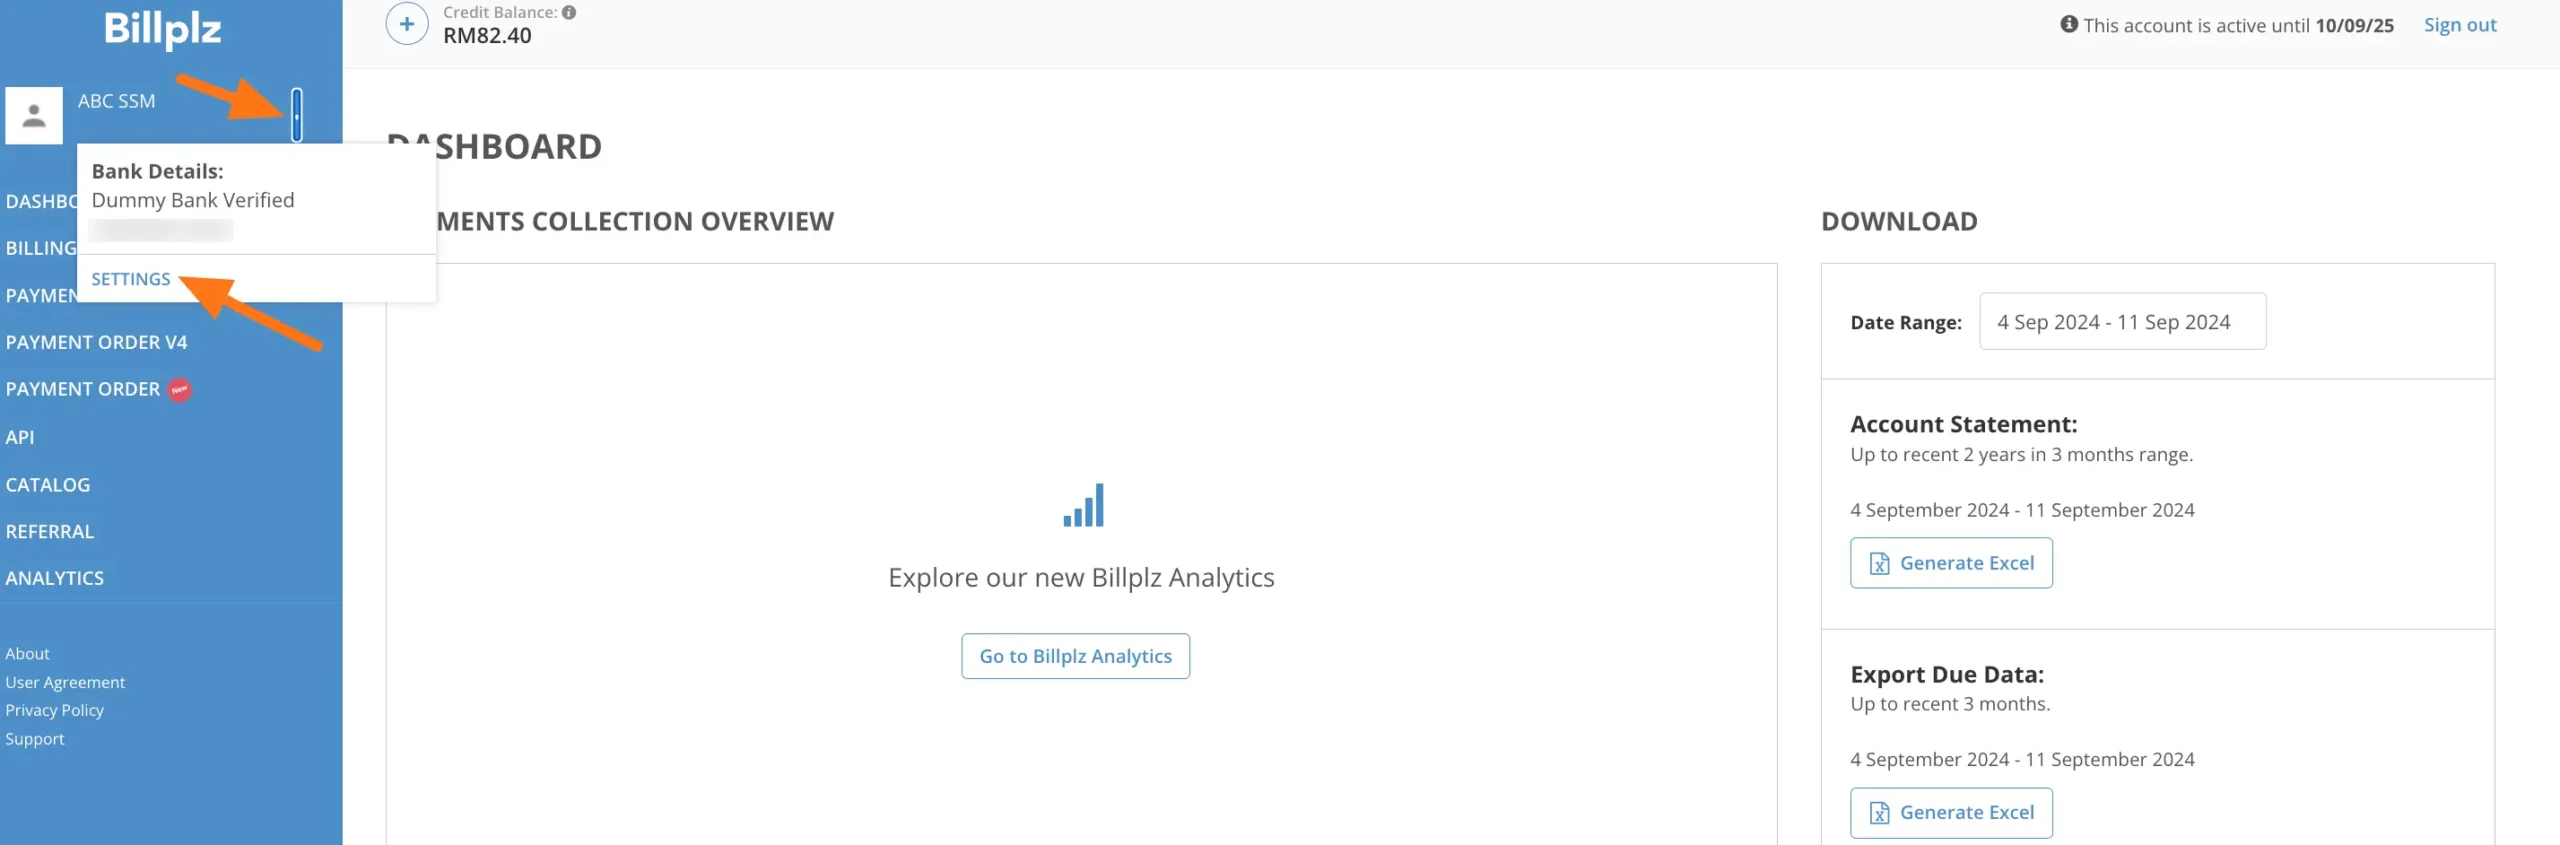 Billplz
Credit Balance:
RM82.40
This account is active until 10/09/25
Sign out
ABC SSM
Bank Details:
Dummy Bank Verified
SETTINGS
DASHBO
BILLING
PAYMEN
PAYMENT ORDER V4
PAYMENT ORDER New
API
CATALOG
REFERRAL
ANALYTICS
About
User Agreement
Privacy Policy
Support
DASHBOARD
MENTS COLLECTION OVERVIEW
Explore our new Billplz Analytics
Go to Billplz Analytics
DOWNLOAD
Date Range: 4 Sep 2024 - 11 Sep 2024
Account Statement:
Up to recent 2 years in 3 months range.
4 September 2024 - 11 September 2024
Generate Excel
Export Due Data:
Up to recent 3 months.
4 September 2024 - 11 September 2024
Generate Excel